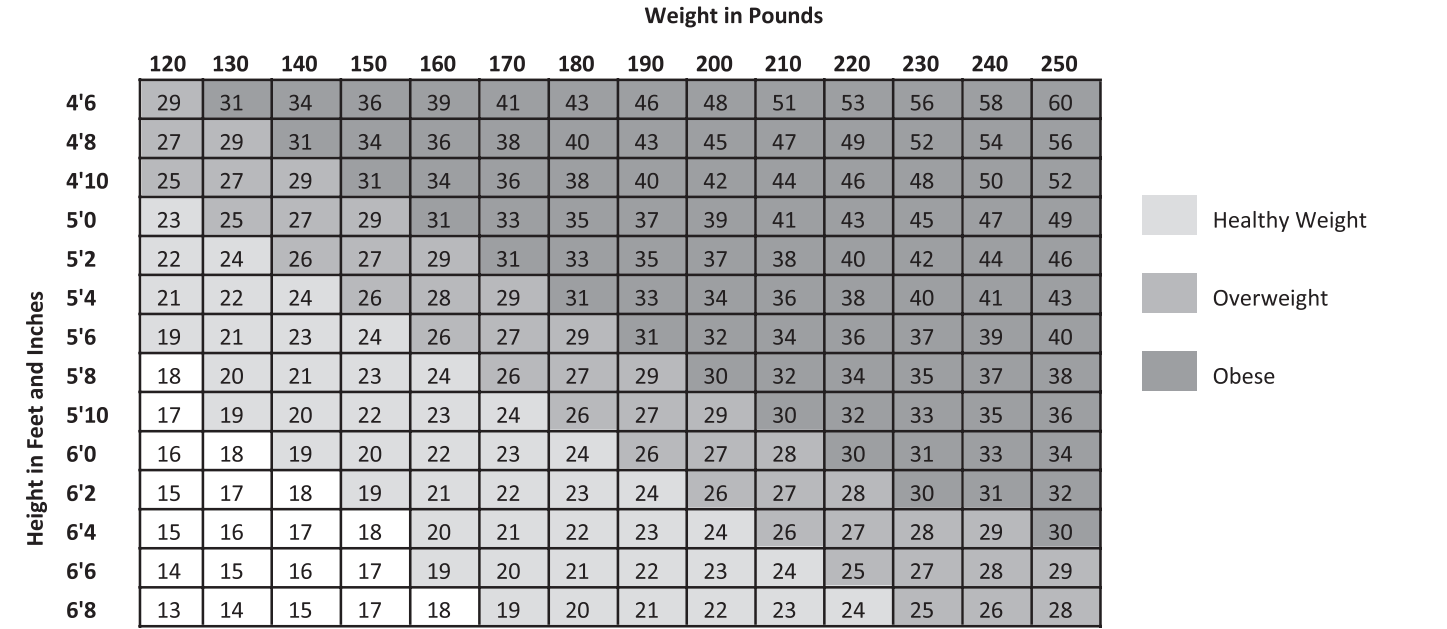 Weight in Pounds
120 130 140 150 160 170 180 190 200 210 220 230 240 250
4'6 29 31 34 36 39 41 43 46 48 51 53 56 58 60
4'8 27 29 31 34 36 38 40 43 45 47 49 52 54 56
4'10 25 27 29 31 34 36 38 40 42 44 46 48 50 52
5'0 23 25 27 29 31 33 35 37 39 41 43 45 47 49
5'2 22 24 26 27 29 31 33 35 37 38 40 42 44 46
5'4 21 22 24 26 28 29 31 33 34 36 38 40 41 43
5'6 19 21 23 24 26 27 29 31 32 34 36 37 39 40
5'8 18 20 21 23 24 26 27 29 30 32 34 35 37 38
5'10 17 19 20 22 23 24 26 27 29 30 32 33 35 36
6'0 16 18 19 20 22 23 24 26 27 28 30 31 33 34
6'2 15 17 18 19 21 22 23 24 26 27 28 30 31 32
6'4 15 16 17 18 20 21 22 23 24 26 27 28 29 30
6'6 14 15 16 17 19 20 21 22 23 24 25 27 28 29
6'8 13 14 15 17 18 19 20 21 22 23 24 25 26 28
Height in Feet and Inches
Healthy Weight
Overweight
Obese